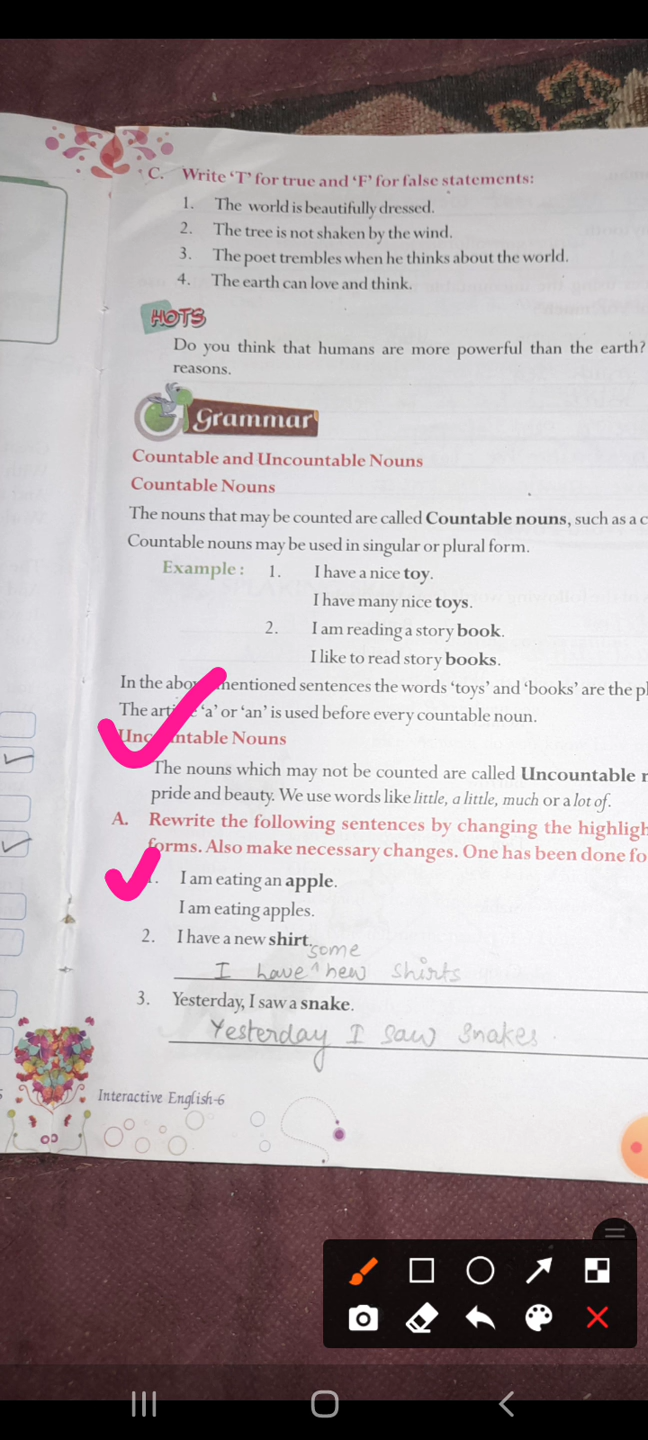 C. Write 'T' for true and 'F' for false statements:
1. The world is beautifully dressed.
2. The tree is not shaken by the wind.
3. The poet trembles when he thinks about the world.
4. The earth can love and think.
HOTS
Do you think that humans are more powerful than the earth?
reasons.
Grammar
Countable and Uncountable Nouns
Countable Nouns
The nouns that may be counted are called Countable nouns, such as a
Countable nouns may be used in singular or plural form.
Example : 1. I have a nice toy.
I have many nice toys.
2. I am reading a story book.
I like to read story books.
In the mentioned sentences the words 'toys' and 'books' are the
The 'a' or 'an' is used before every countable noun.
Uncountable Nouns
The nouns which may not be counted are called Uncountable
pride and beauty. We use words like little, a little, much or a lot of.
A. Rewrite the following sentences by changing the
forms. Also make necessary changes. One has been done
I am eating an apple.
I am eating apples.
2. I have a new shirt.
some
I have ^ new shirts
3. Yesterday, I saw a snake.
Yesterday I saw snakes.
Interactive English-6